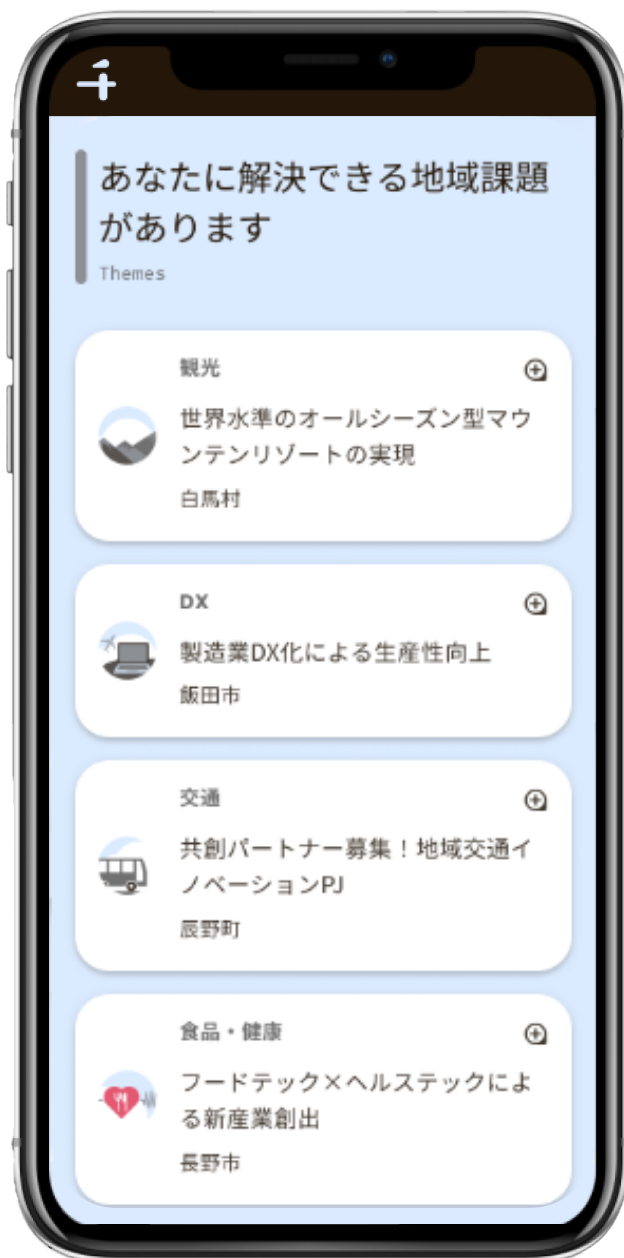 あなたに解決できる地域課題
があります
Themes
観光
世界水準のオールシーズン型マウ
ンテンリゾートの実現
白馬村
DX
製造業DX化による生産性向上
飯田市
交通
共創パートナー募集！地域交通イ
ノベーションPJ
辰野町
食品・健康
フードテック×ヘルステックによ
る新産業創出
長野市